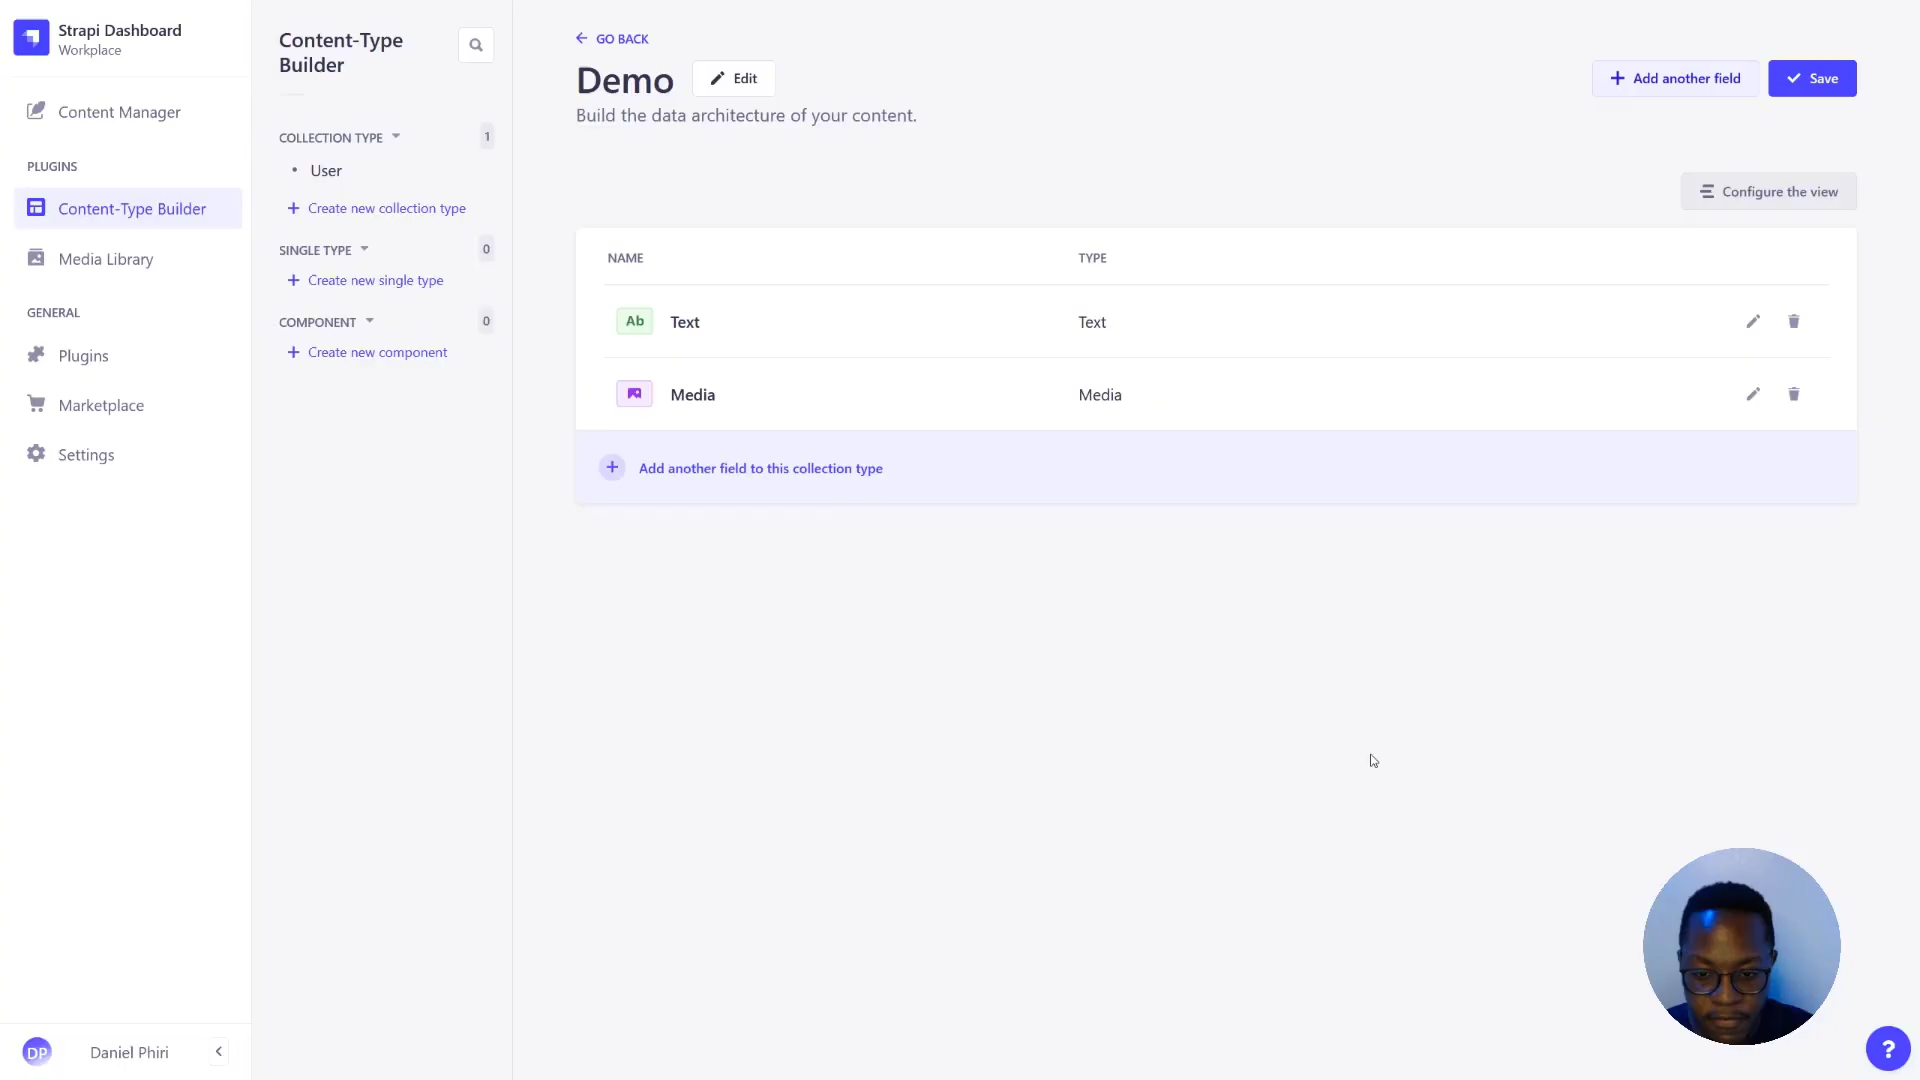 Strapi Dashboard
Workplace
Content Manager
PLUGINS
Content-Type Builder
Media Library
GENERAL
Plugins
Marketplace
Settings
DP
Daniel Phiri
Content-Type
Builder
COLLECTION TYPE
1
User
Create new collection type
SINGLE TYPE
0
Create new single type
COMPONENT
0
Create new component
GO BACK
Demo
Edit
Build the data architecture of your content.
Add another field
Save
Configure the view
NAME TYPE
Ab Text Text
Media Media
Add another field to this collection type
?